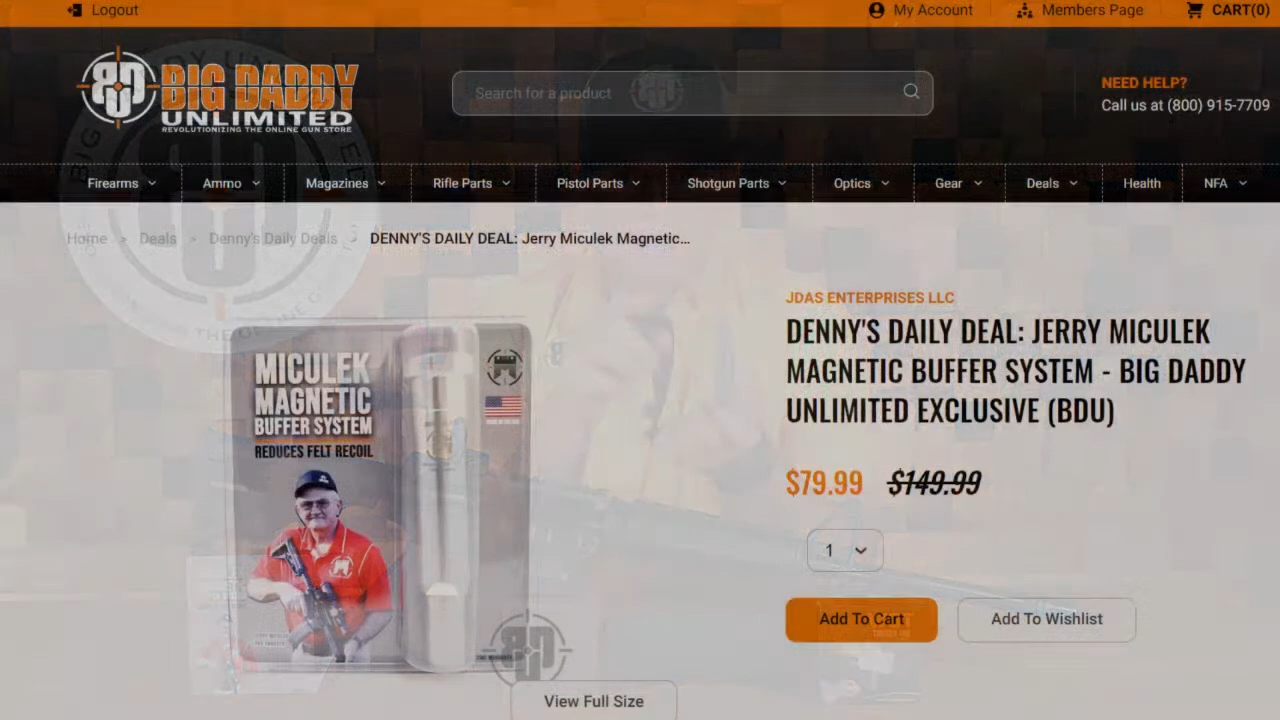 Logout
My Account
Members Page
CART(0)
BIG DADDY
UNLIMITED
REVOLUTIONIZING THE ONLINE GUN STORE
Search for a product
NEED HELP?
Call us at (800) 915-7709
Firearms
Ammo
Magazines
Rifle Parts
Pistol Parts
Shotgun Parts
Optics
Gear
Deals
Health
NFA
Home > Deals > Denny's Daily Deals > DENNY'S DAILY DEAL: Jerry Miculek Magnetic...
JDAS ENTERPRISES LLC
DENNY'S DAILY DEAL: JERRY MICULEK
MAGNETIC BUFFER SYSTEM - BIG DADDY
UNLIMITED EXCLUSIVE (BDU)
$79.99 $149.99
1
Add To Cart
Add To Wishlist
MICULEK
MAGNETIC
BUFFER SYSTEM
REDUCES FELT RECOIL
View Full Size